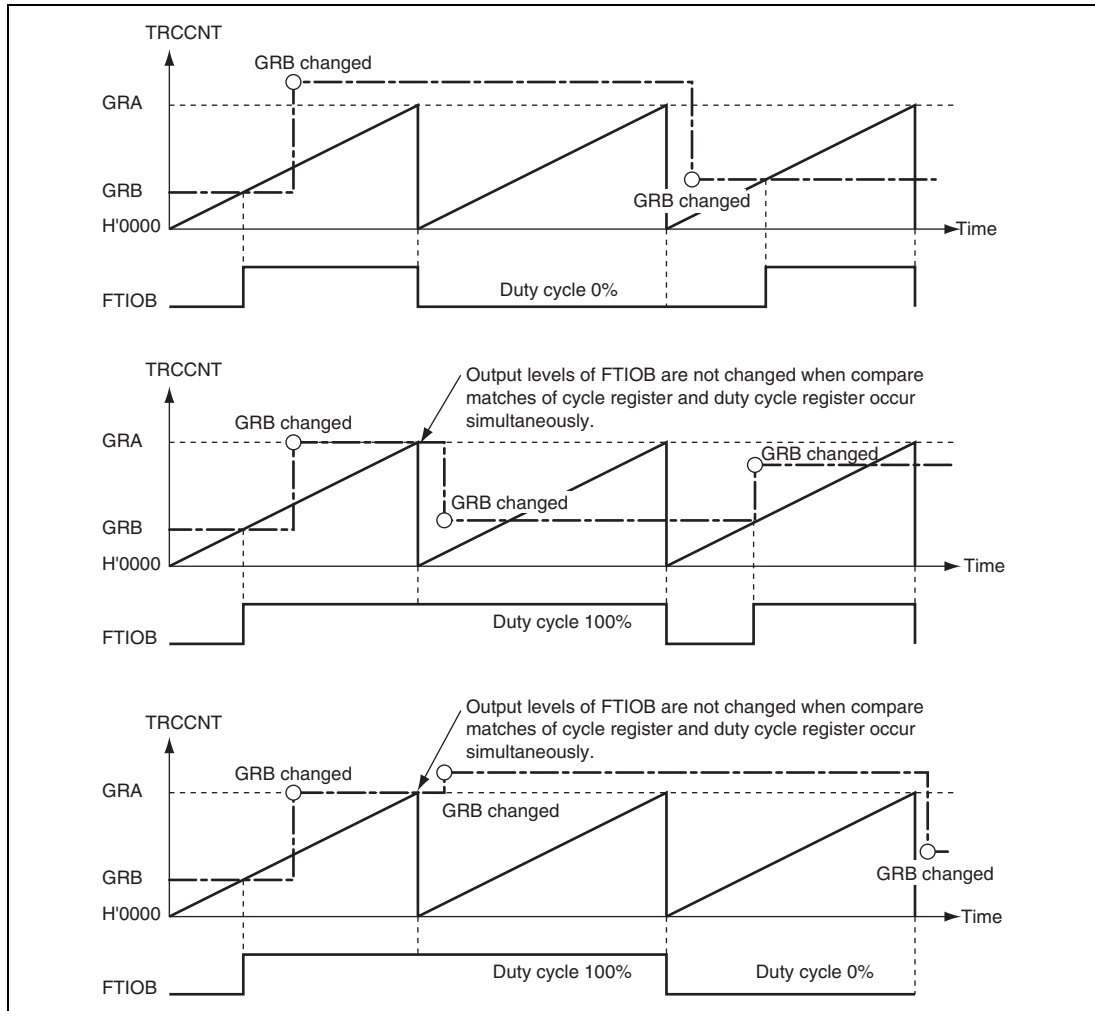 TRCCNT
GRB changed
GRA
GRB
GRB changed
H'0000
Time
Duty cycle 0%
FTIOB
TRCCNT
Output levels of FTIOB are not changed when compare
matches of cycle register and duty cycle register occur
simultaneously.
GRB changed
GRA
GRB changed
GRB changed
GRB
H'0000
Time
Duty cycle 100%
FTIOB
Output levels of FTIOB are not changed when compare
matches of cycle register and duty cycle register occur
simultaneously.
TRCCNT
GRB changed
GRA
GRB changed
GRB
GRB changed
H'0000
Time
Duty cycle 100%
Duty cycle 0%
FTIOB